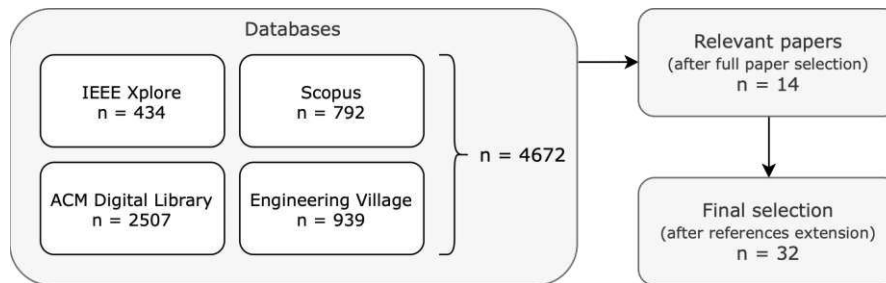 Databases
IEEE Xplore
n = 434
Scopus
n = 792
ACM Digital Library
n = 2507
Engineering Village
n = 939
n = 4672
Relevant papers
(after full paper selection)
n = 14
Final selection
(after references extension)
n = 32